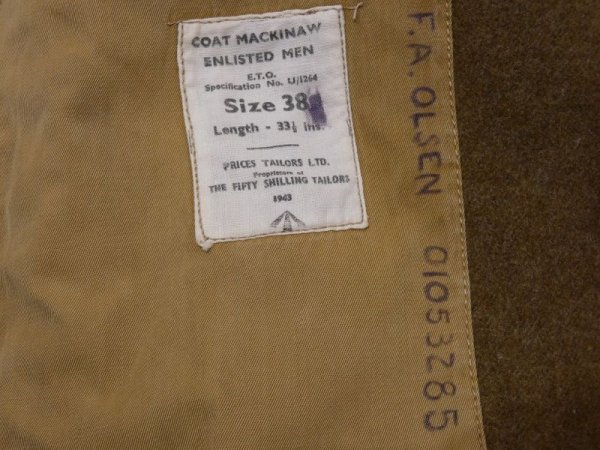 COAT MACKINAW
ENLISTED MEN
E.T.O.
Specification No. U/1264
Size 38
Length - 33½ ins.
PRICES TAILORS LTD.
Proprietors of
THE FIFTY SHILLING TAILORS
1943
F.A. OLSEN 01053285